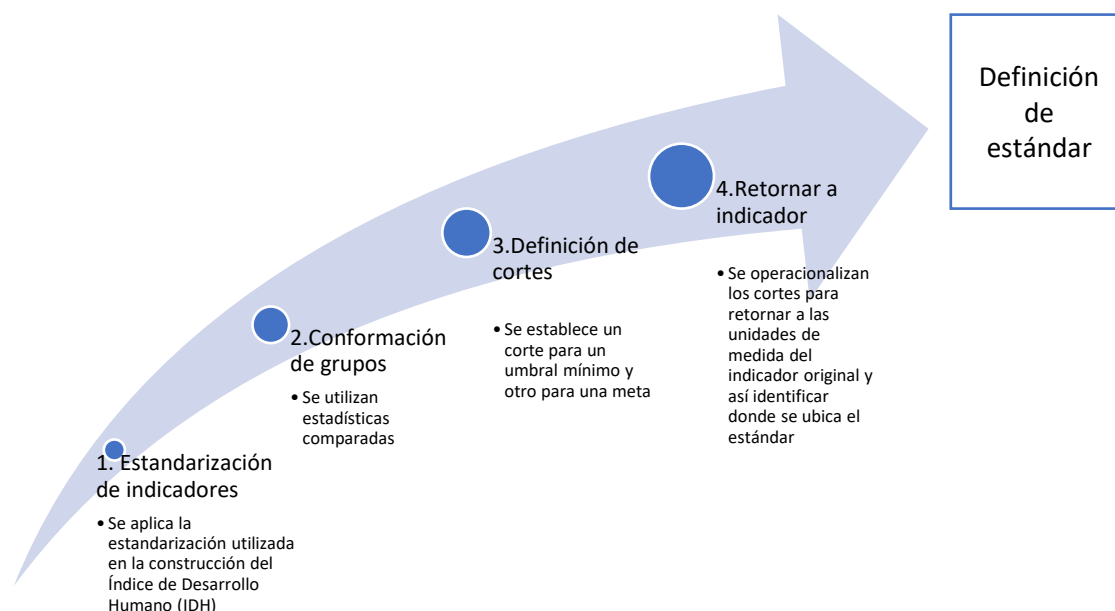 1. Estandarización
de indicadores
• Se aplica la
estandarización utilizada
en la construcción del
Índice de Desarrollo
Humano (IDH)
2.Conformación
de grupos
• Se utilizan
estadísticas
comparadas
3.Definición de
cortes
• Se establece un
corte para un
umbral mínimo y
otro para una meta
4.Retornar a
indicador
• Se operacionalizan
los cortes para
retornar a las
unidades de
medida del
indicador original y
así identificar
donde se ubica el
estándar
Definición
de
estándar